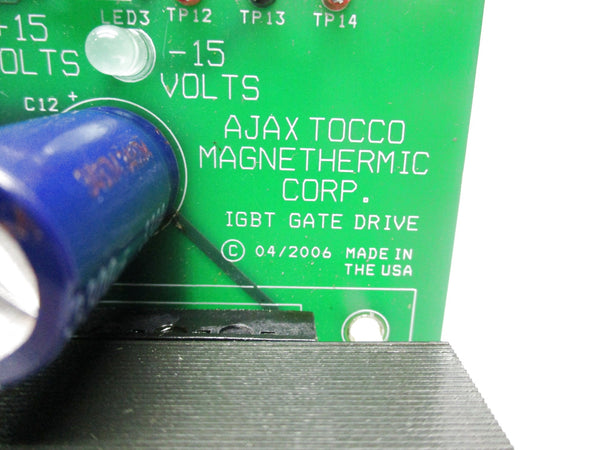 LED3 TP12 TP13 TP14
+15
OLTS
-15
VOLTS
C12 +
AJAX TOCCO
MAGNETHERMIC
CORP.
IGBT GATE DRIVE
© 04/2006 MADE IN
THE USA